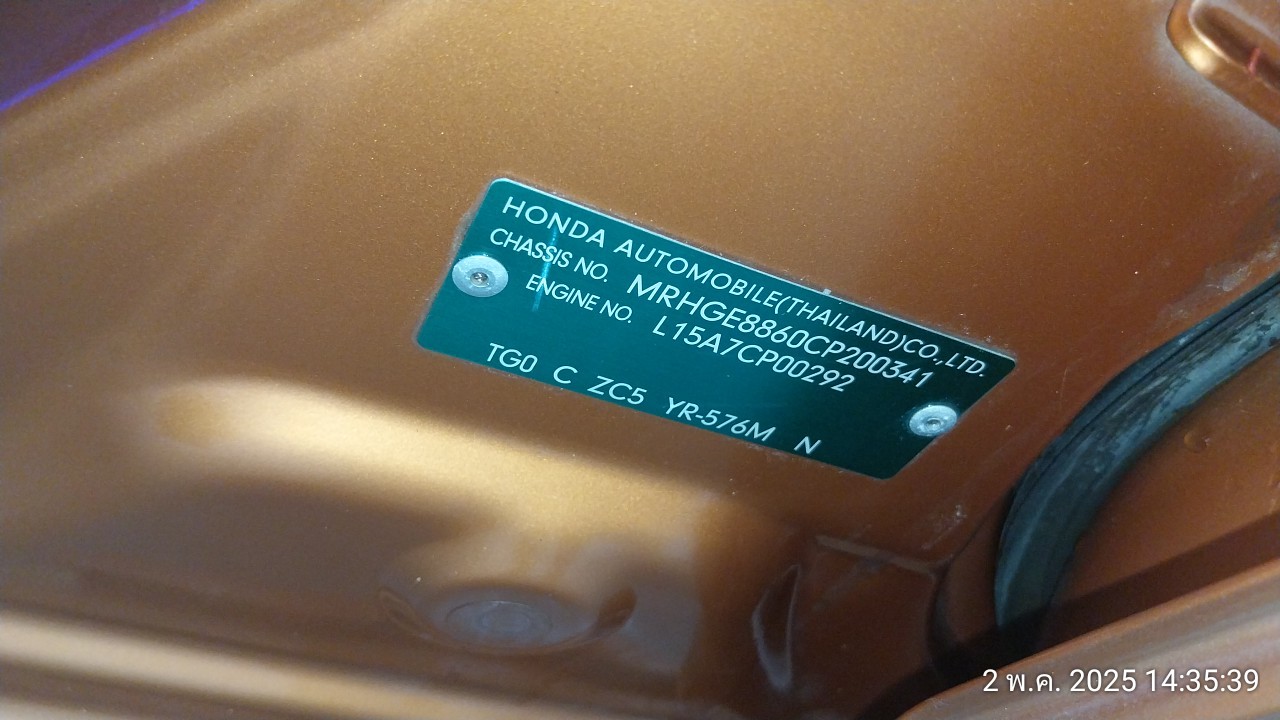 HONDA AUTOMOBILE(THAILAND)CO.,LTD.
CHASSIS NO. MRHGE8860CP200341
ENGINE NO. L15A7CP00292
TG0 C ZC5 YR-576M N
2 พ.ค. 2025 14:35:39